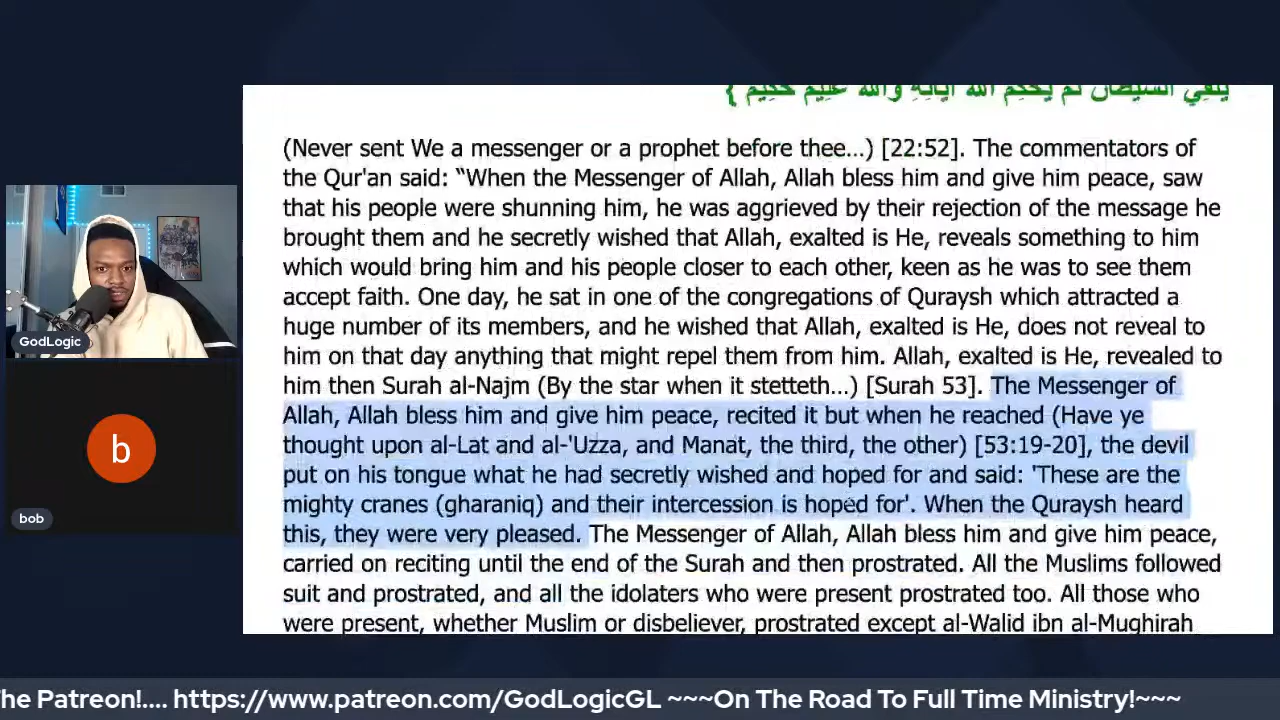 يلقي الشيطان ثم يحكم الله آياته والله عليم حكيم }
(Never sent We a messenger or a prophet before thee...) [22:52]. The commentators of
the Qur'an said: “When the Messenger of Allah, Allah bless him and give him peace, saw
that his people were shunning him, he was aggrieved by their rejection of the message he
brought them and he secretly wished that Allah, exalted is He, reveals something to him
which would bring him and his people closer to each other, keen as he was to see them
accept faith. One day, he sat in one of the congregations of Quraysh which attracted a
huge number of its members, and he wished that Allah, exalted is He, does not reveal to
him on that day anything that might repel them from him. Allah, exalted is He, revealed to
him then Surah al-Najm (By the star when it stetteth...) [Surah 53]. The Messenger of
Allah, Allah bless him and give him peace, recited it but when he reached (Have ye
thought upon al-Lat and al-'Uzza, and Manat, the third, the other) [53:19-20], the devil
put on his tongue what he had secretly wished and hoped for and said: 'These are the
mighty cranes (gharaniq) and their intercession is hoped for'. When the Quraysh heard
this, they were very pleased. The Messenger of Allah, Allah bless him and give him peace,
carried on reciting until the end of the Surah and then prostrated. All the Muslims followed
suit and prostrated, and all the idolaters who were present prostrated too. All those who
were present, whether Muslim or disbeliever, prostrated except al-Walid ibn al-Mughirah
GodLogic
b
bob
The Patreon!.... https://www.patreon.com/GodLogicGL ~~~On The Road To Full Time Ministry!~~~